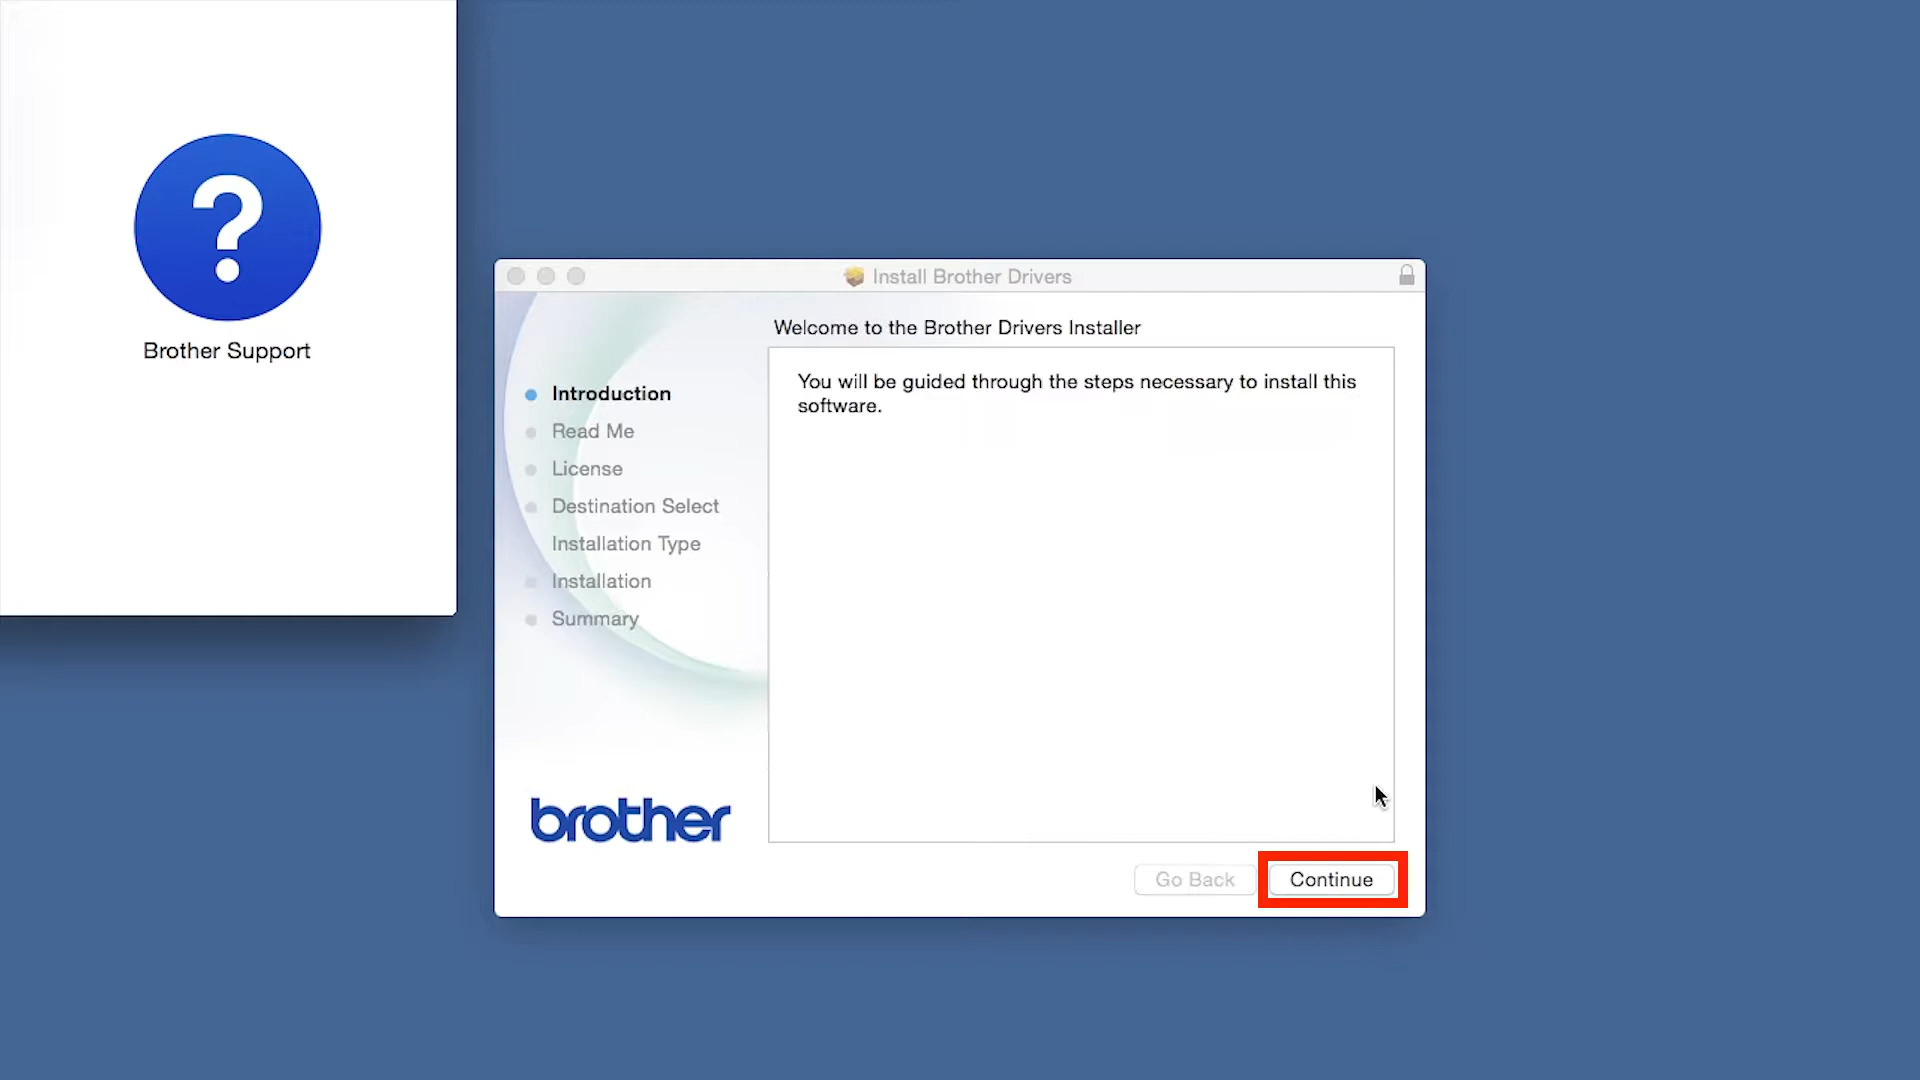 ?
Brother Support
Install Brother Drivers
Welcome to the Brother Drivers Installer
You will be guided through the steps necessary to install this
software.
Introduction
Read Me
License
Destination Select
Installation Type
Installation
Summary
brother
Go Back
Continue